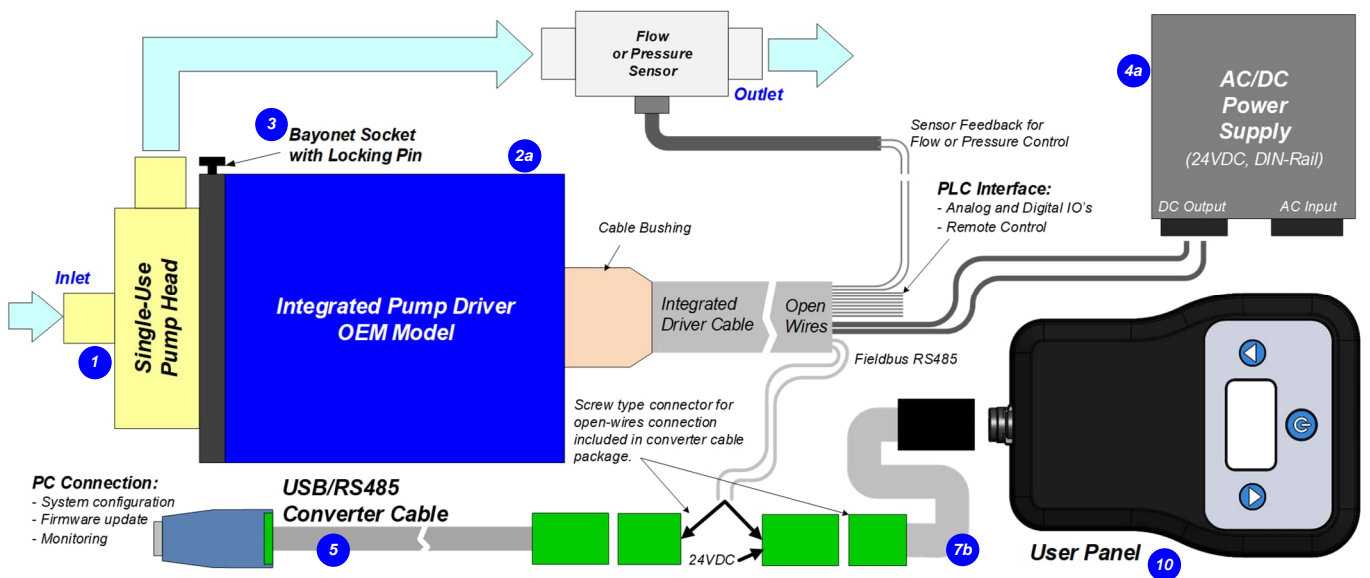 Flow
or Pressure
Sensor
Outlet
4a
AC/DC
Power
Supply
(24VDC, DIN-Rail)
DC Output
AC Input
3
Bayonet Socket
with Locking Pin
2a
Sensor Feedback for
Flow or Pressure Control
PLC Interface:
- Analog and Digital IO's
- Remote Control
Cable Bushing
Inlet
1
Single-Use
Pump Head
Integrated Pump Driver
OEM Model
Integrated
Driver Cable
Open
Wires
Fieldbus RS485
Screw type connector for
open-wires connection
included in converter cable
package.
PC Connection:
- System configuration
- Firmware update
- Monitoring
USB/RS485
Converter Cable
5
24VDC
7b
User Panel
10